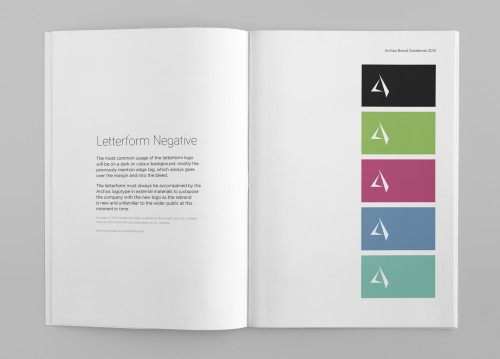 Letterform Negative
The most common usage of the letterform logo
will be on a dark or colour background, mostly the
previously mention edge tag, which always goes
over the margin and into the bleed.
The letterform must always be accompanied by the
Archos logotype in external materials to juxtapose
the company with the new logo as the rebrand
is new and unfamiliar to the wider public at this
moment in time.
Archos Brand Guidelines 2013